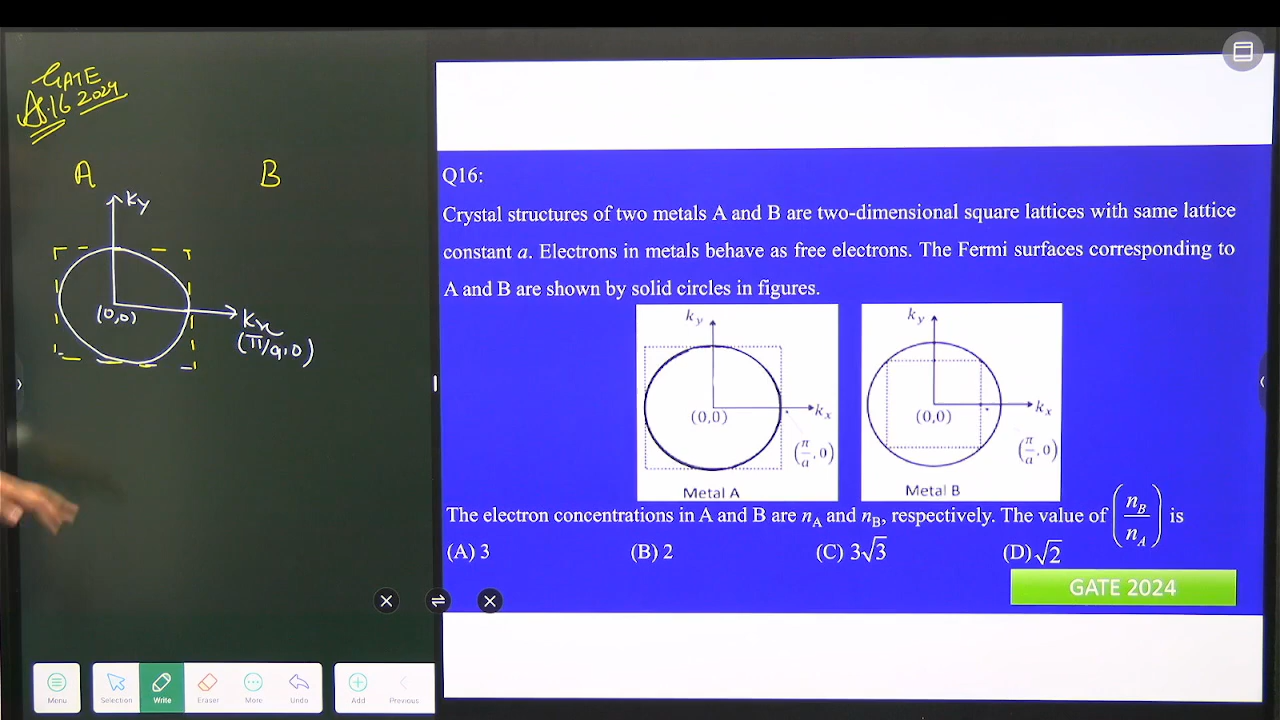 GATE
Q.16 2024
A
B
ky
(0,0)
kx
(π/a,0)
Q16:
Crystal structures of two metals A and B are two-dimensional square lattices with same lattice
constant a. Electrons in metals behave as free electrons. The Fermi surfaces corresponding to
A and B are shown by solid circles in figures.
ky
(0,0)
kx
(π/a, 0)
Metal A
ky
(0,0)
kx
(π/a, 0)
Metal B
The electron concentrations in A and B are nA and nB, respectively. The value of (nB/nA) is
(A) 3 (B) 2 (C) 3√3 (D) √2
GATE 2024
Menu Selection Write Eraser More Undo Add Previous